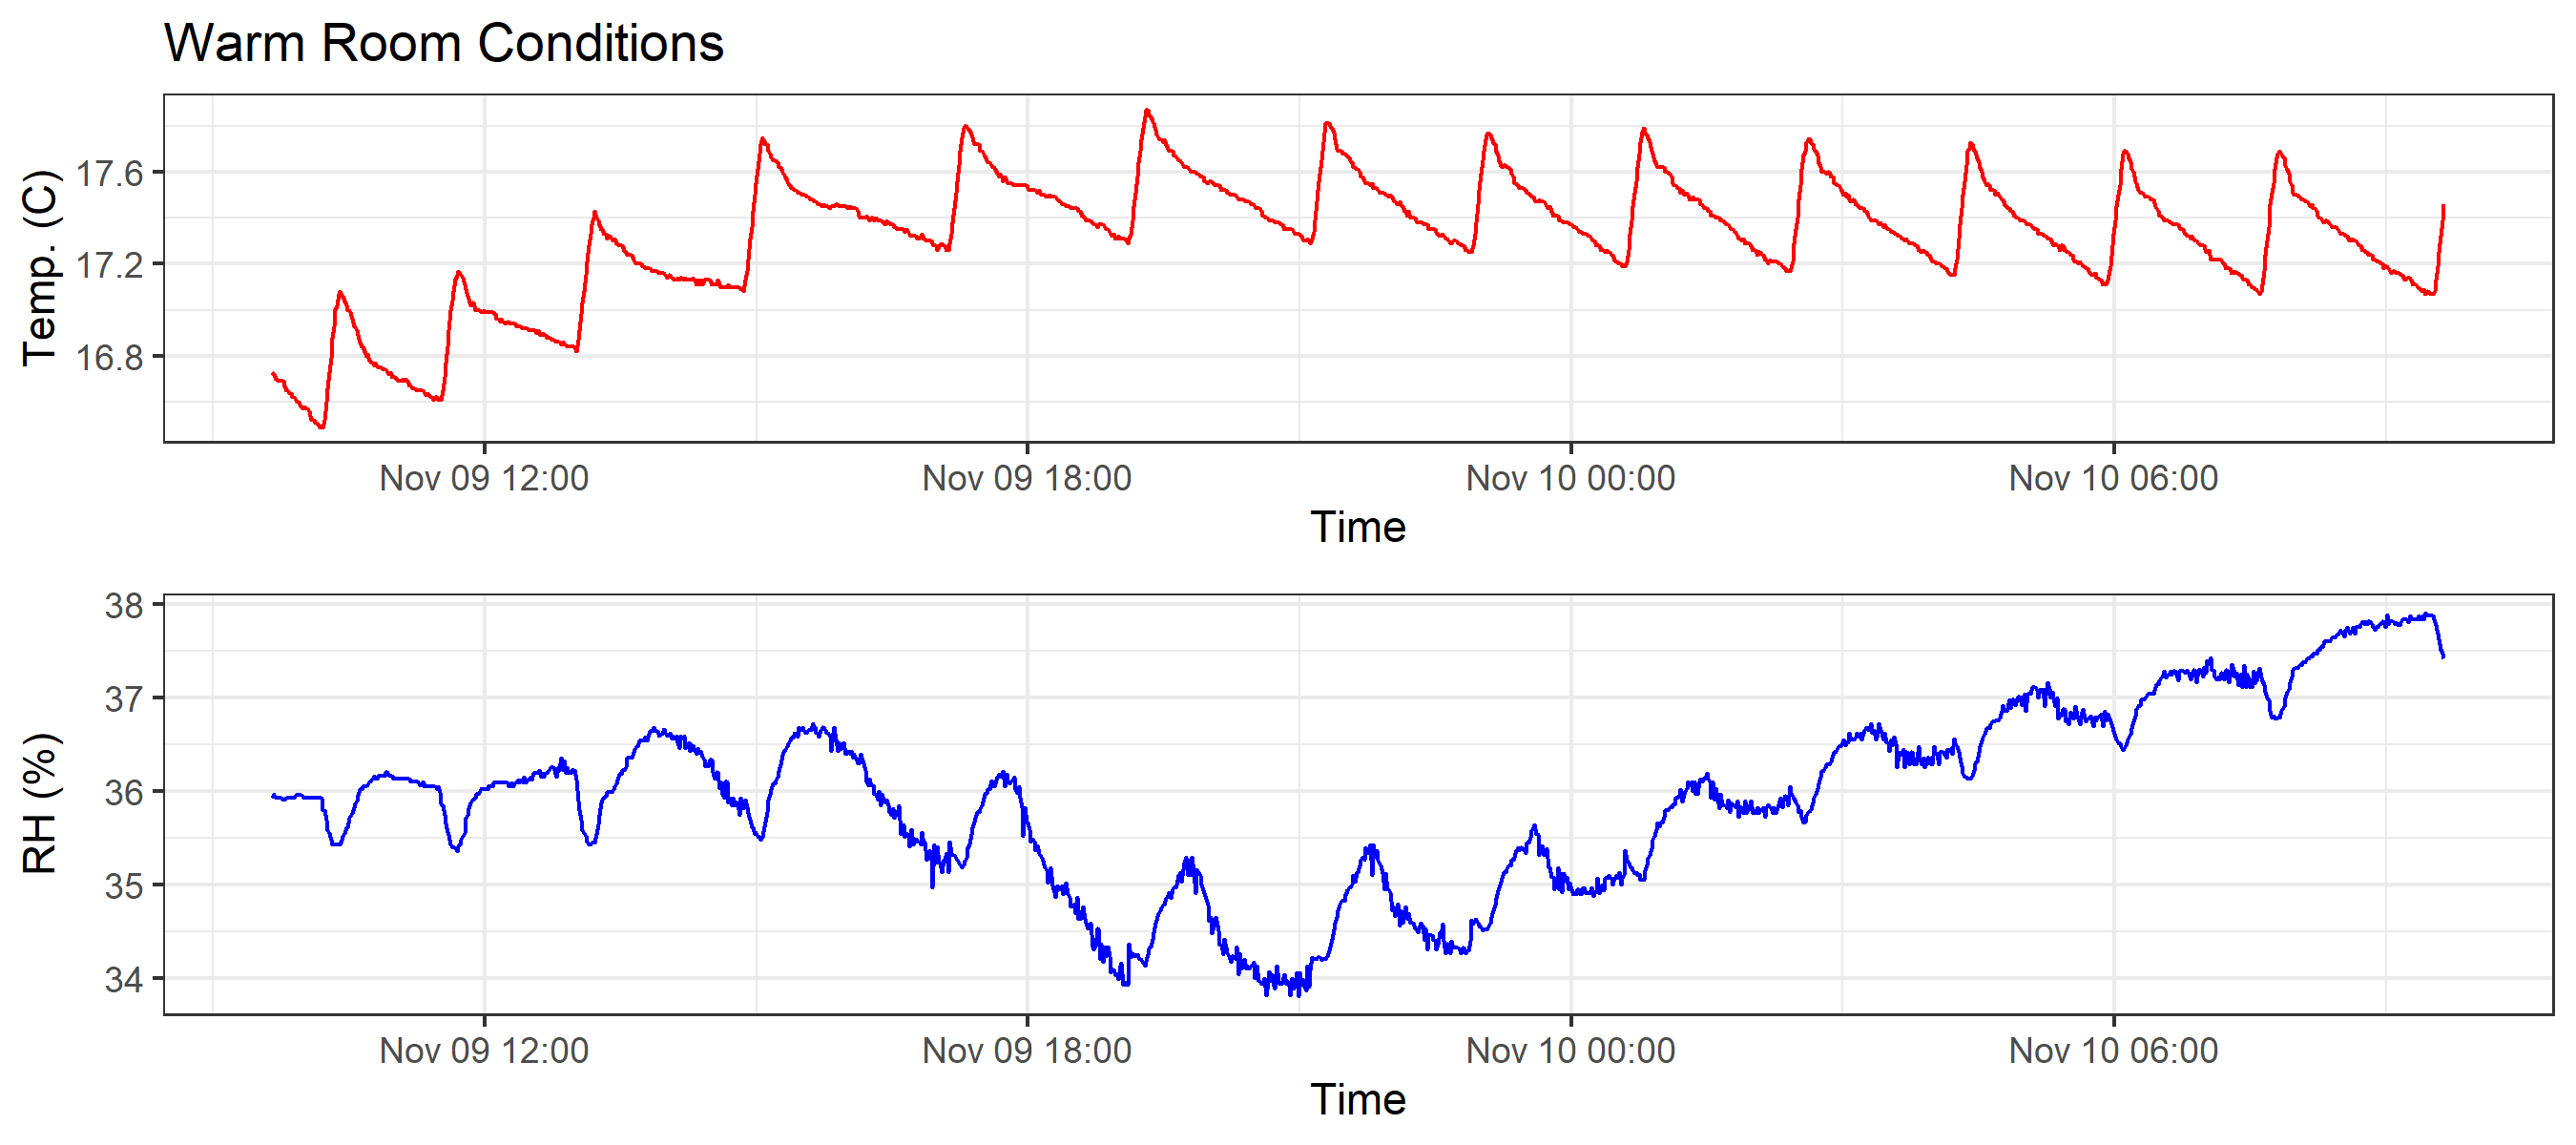 Warm Room Conditions
Temp. (C)
17.6
17.2
16.8
Nov 09 12:00 Nov 09 18:00 Nov 10 00:00 Nov 10 06:00
Time
RH (%)
38
37
36
35
34
Nov 09 12:00 Nov 09 18:00 Nov 10 00:00 Nov 10 06:00
Time